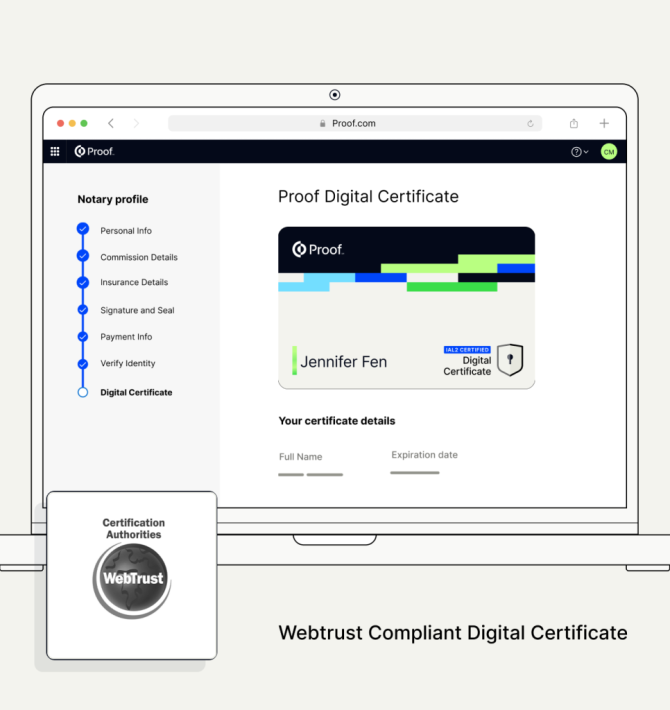 Proof.com
Proof.
CM
Notary profile
Personal Info
Commission Details
Insurance Details
Signature and Seal
Payment Info
Verify Identity
Digital Certificate
Proof Digital Certificate
Proof.
Jennifer Fen
IAL2 CERTIFIED
Digital
Certificate
Your certificate details
Full Name
Expiration date
Certification
Authorities
WebTrust
Webtrust Compliant Digital Certificate